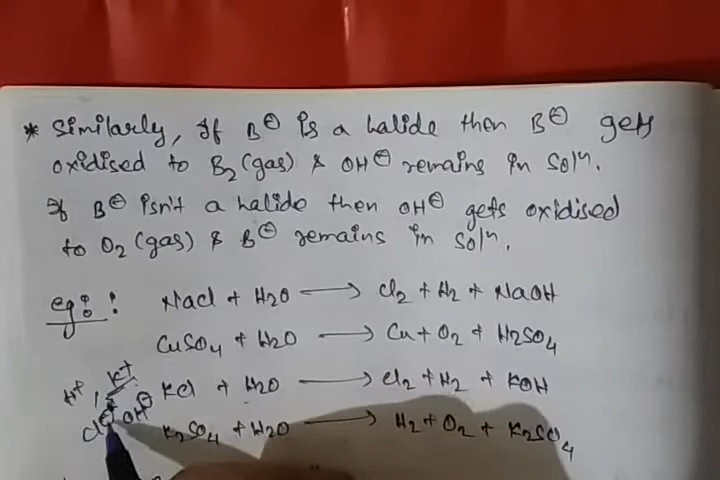 * Similarly, If B⊖ is a halide then B⊖ gets
oxidised to B₂ (gas) & OH⊖ remains in Solⁿ.
If B⊖ isn't a halide then OH⊖ gets oxidised
to O₂ (gas) & B⊖ remains in Solⁿ.
eg: NaCl + H₂O → Cl₂ + H₂ + NaOH
CuSO₄ + H₂O → Cu + O₂ + H₂SO₄
H⁺ K⁺
KCl + H₂O → Cl₂ + H₂ + KOH
Cl⊖ OH⊖
K₂SO₄ + H₂O → H₂ + O₂ + K₂SO₄